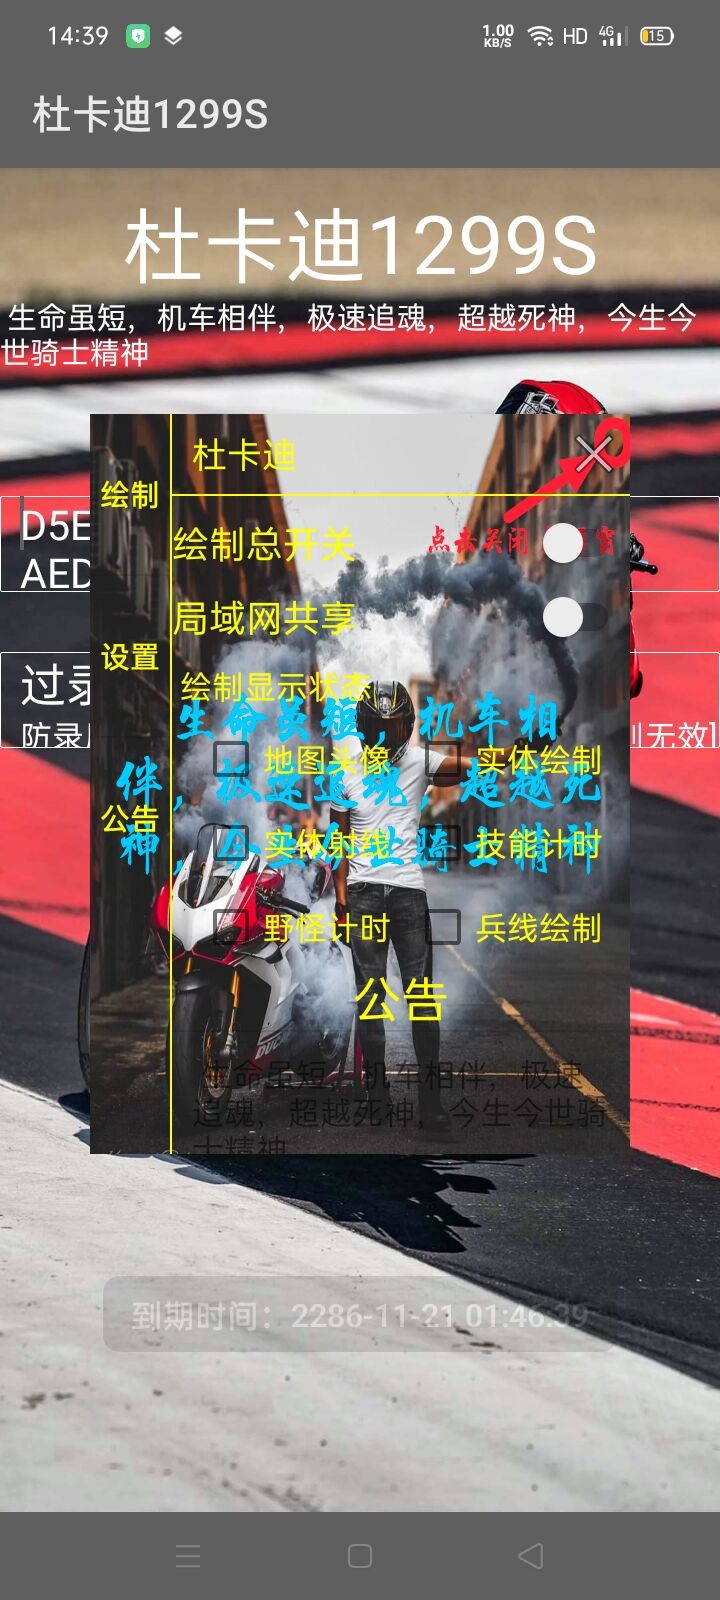 14:39
1.00 KB/S HD 4G 15
杜卡迪1299S
杜卡迪1299S
生命虽短，机车相伴，极速追魂，超越死神，今生今
世骑士精神
杜卡迪
绘制
D5E
AED
绘制总开关
点击关闭
窗
局域网共享
设置
过录
绘制显示状态
防录
则无效]
生命虽短，机车相
伴，极速追魂，超越死
神，今生今世骑士精神
地图头像 实体绘制
公告
实体射线 技能计时
野怪计时 兵线绘制
公告
生命虽短，机车相伴，极速
追魂，超越死神，今生今世骑
士精神
DUC
到期时间：2286-11-21 01:46:39